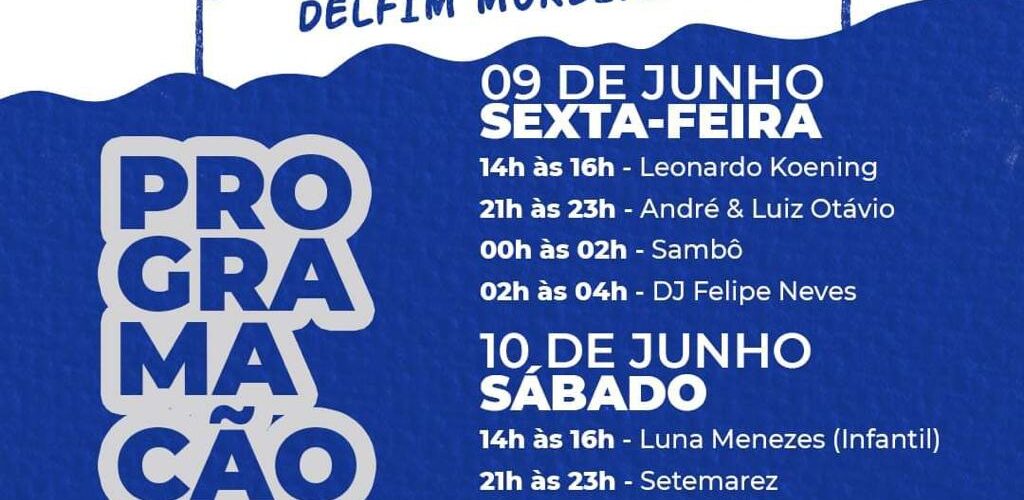 DELFIM
PRO
GRA
MA
ÇÃO
09 DE JUNHO
SEXTA-FEIRA
14h às 16h - Leonardo Koening
21h às 23h - André & Luiz Otávio
00h às 02h - Sambô
02h às 04h - DJ Felipe Neves
10 DE JUNHO
SÁBADO
14h às 16h - Luna Menezes (Infantil)
21h às 23h - Setemarez